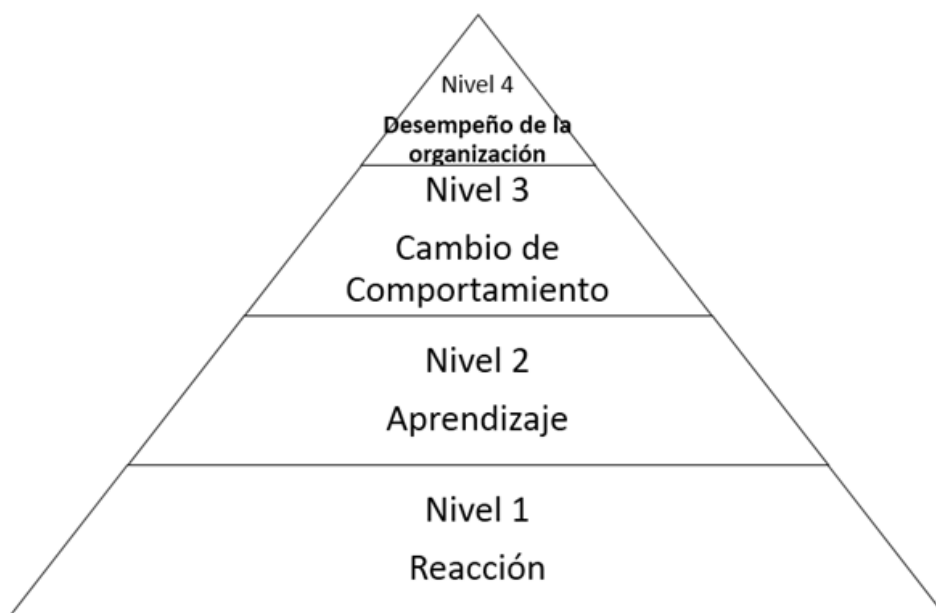 Nivel 4
Desempeño de la
organización
Nivel 3
Cambio de
Comportamiento
Nivel 2
Aprendizaje
Nivel 1
Reacción